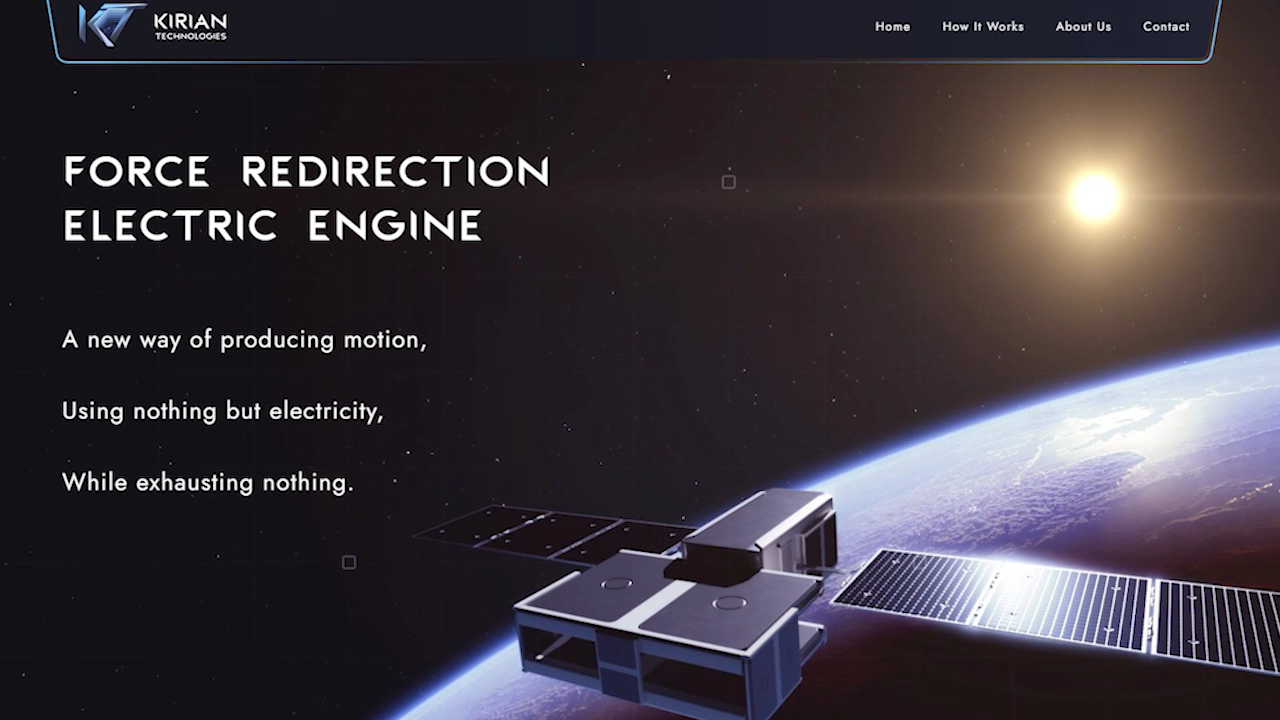 KIRIAN
TECHNOLOGIES
Home How It Works About Us Contact
FORCE REDIRECTION
ELECTRIC ENGINE
A new way of producing motion,
Using nothing but electricity,
While exhausting nothing.